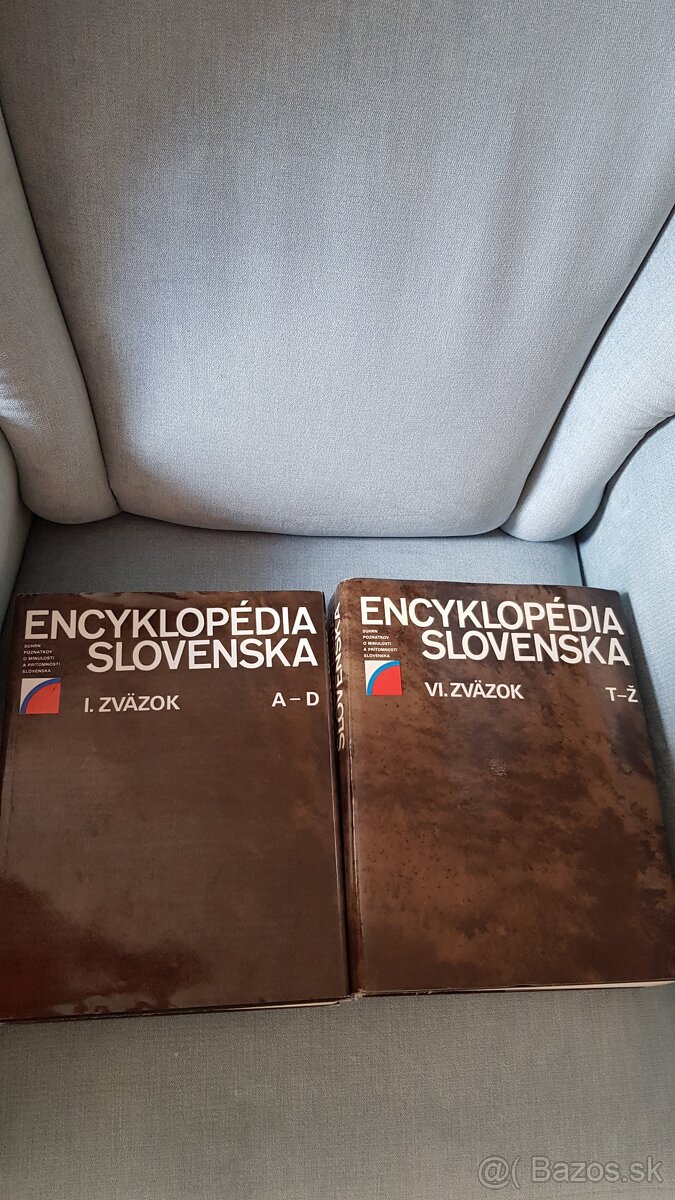 ENCYKLOPÉDIA
SLOVENSKA
SÚHRN
POZNATKOV
O MINULOSTI
A PRÍTOMNOSTI
SLOVENSKA
I. ZVÄZOK
A – D
ENCYKLOPÉDIA
SLOVENSKA
SÚHRN
POZNATKOV
O MINULOSTI
A PRÍTOMNOSTI
SLOVENSKA
VI. ZVÄZOK
T–Ž
@( Bazos.sk